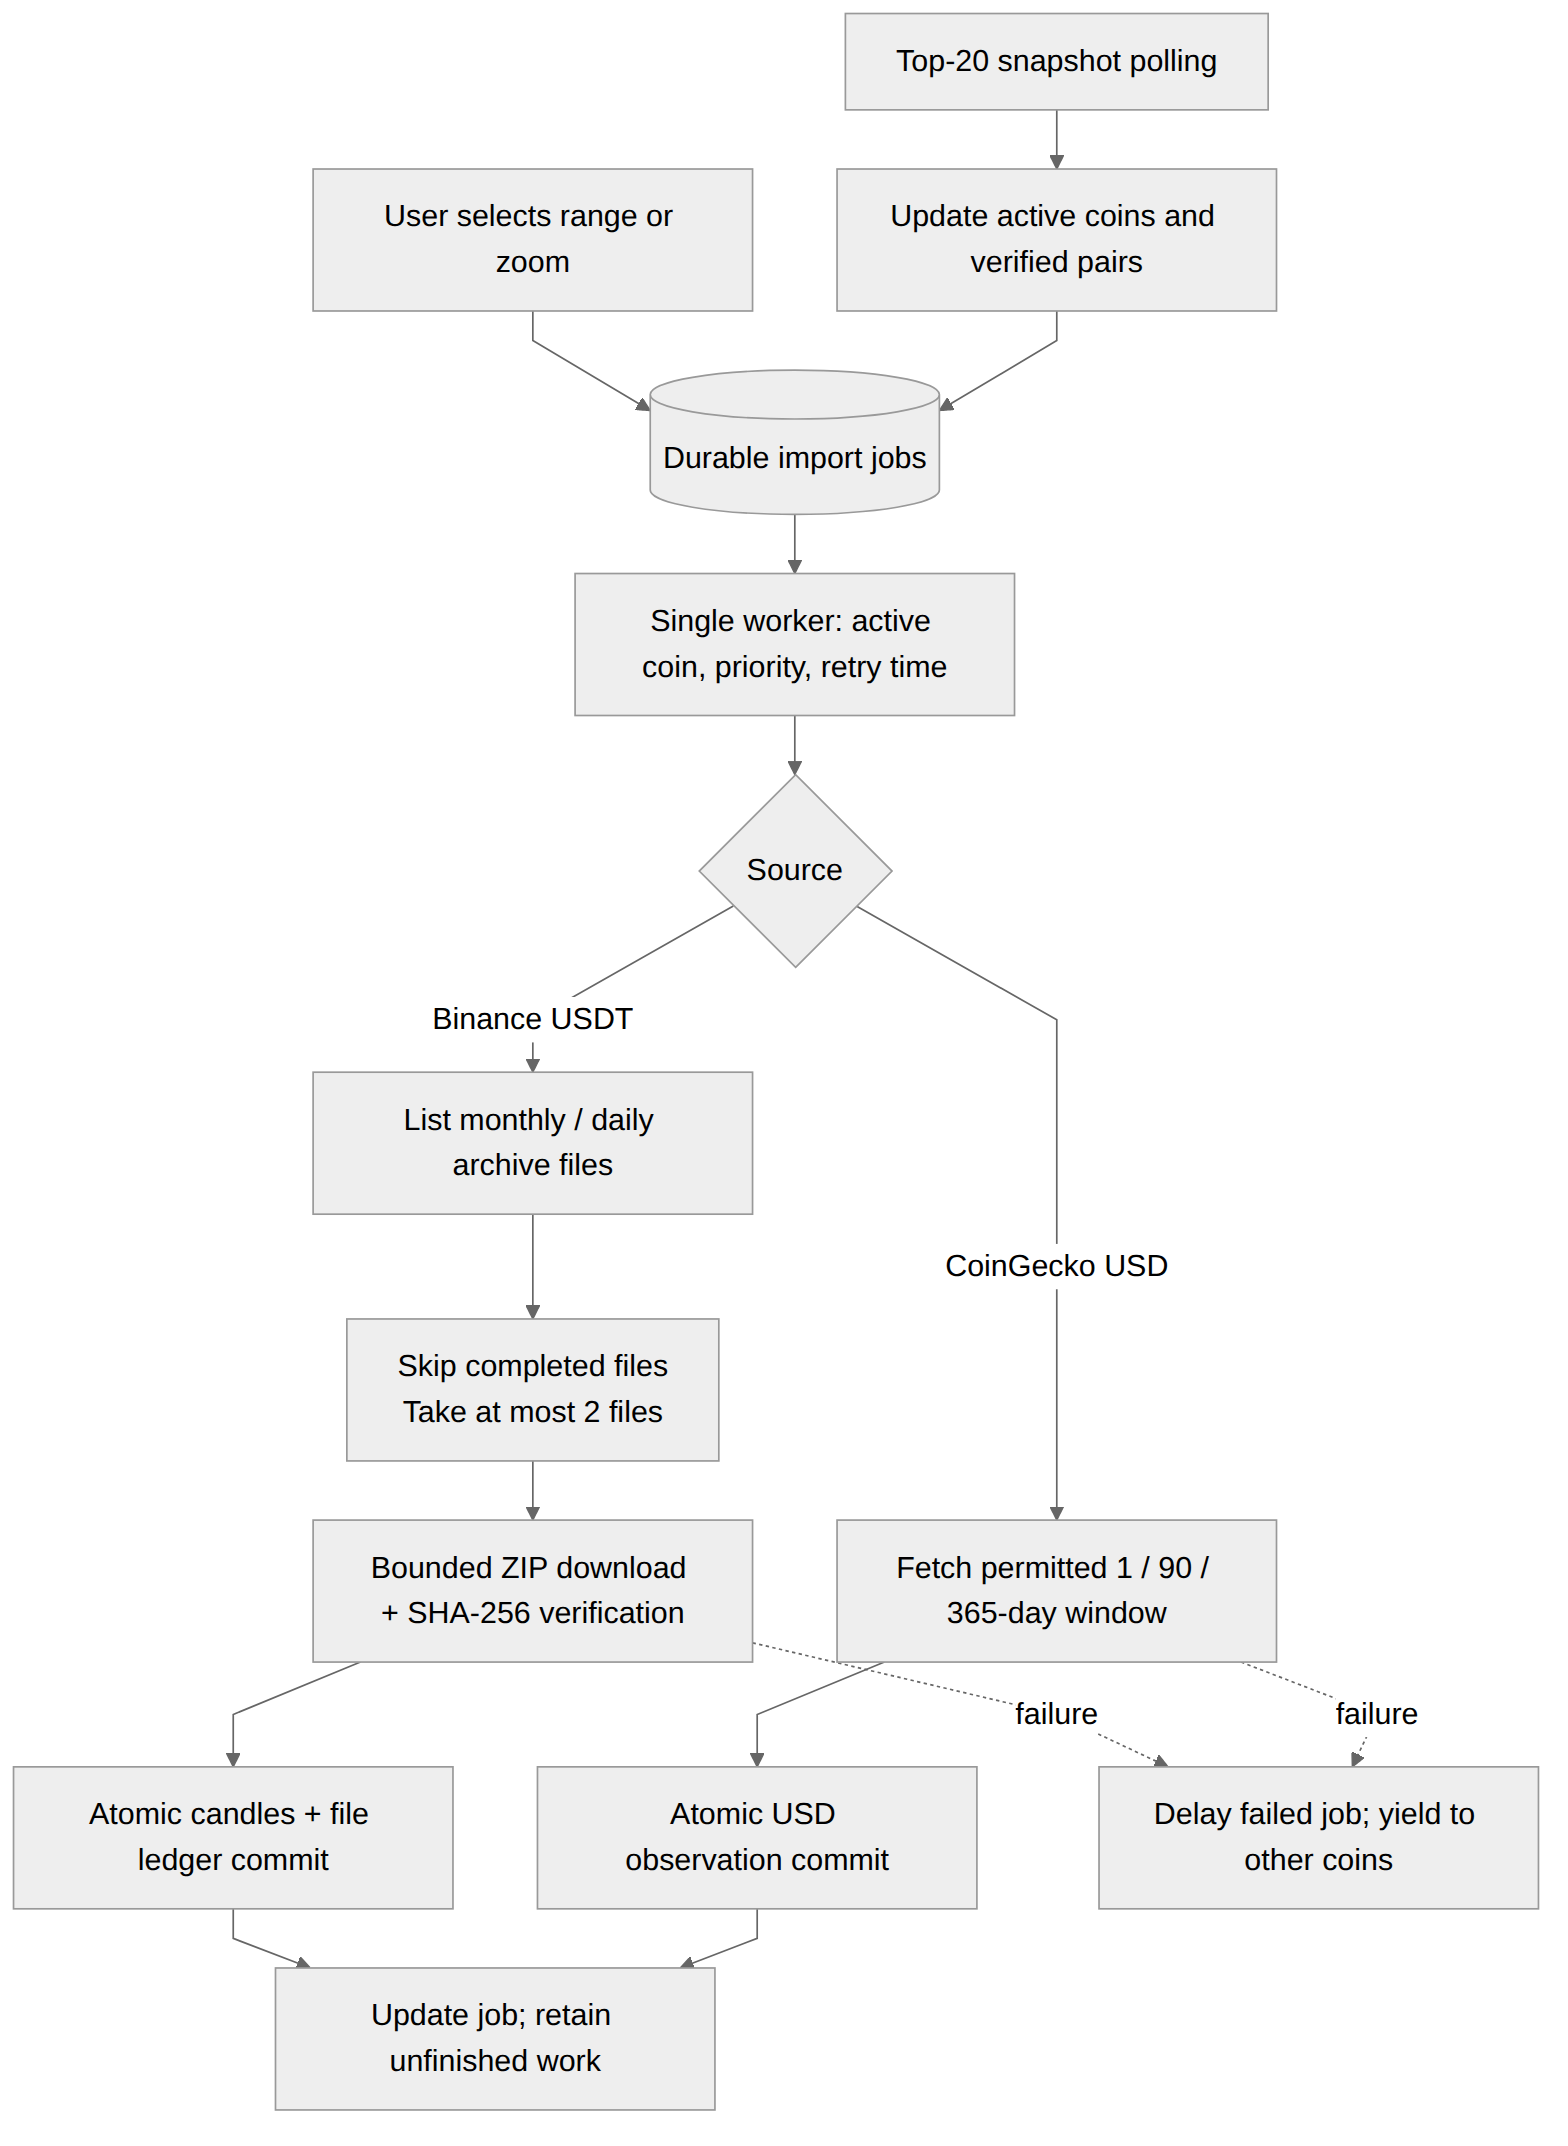 Top-20 snapshot polling
User selects range or
zoom
Update active coins and
verified pairs
Durable import jobs
Single worker: active
coin, priority, retry time
Source
Binance USDT
List monthly / daily
archive files
CoinGecko USD
Skip completed files
Take at most 2 files
Bounded ZIP download
+ SHA-256 verification
Fetch permitted 1 / 90 /
365-day window
failure
failure
Atomic candles + file
ledger commit
Atomic USD
observation commit
Delay failed job; yield to
other coins
Update job; retain
unfinished work